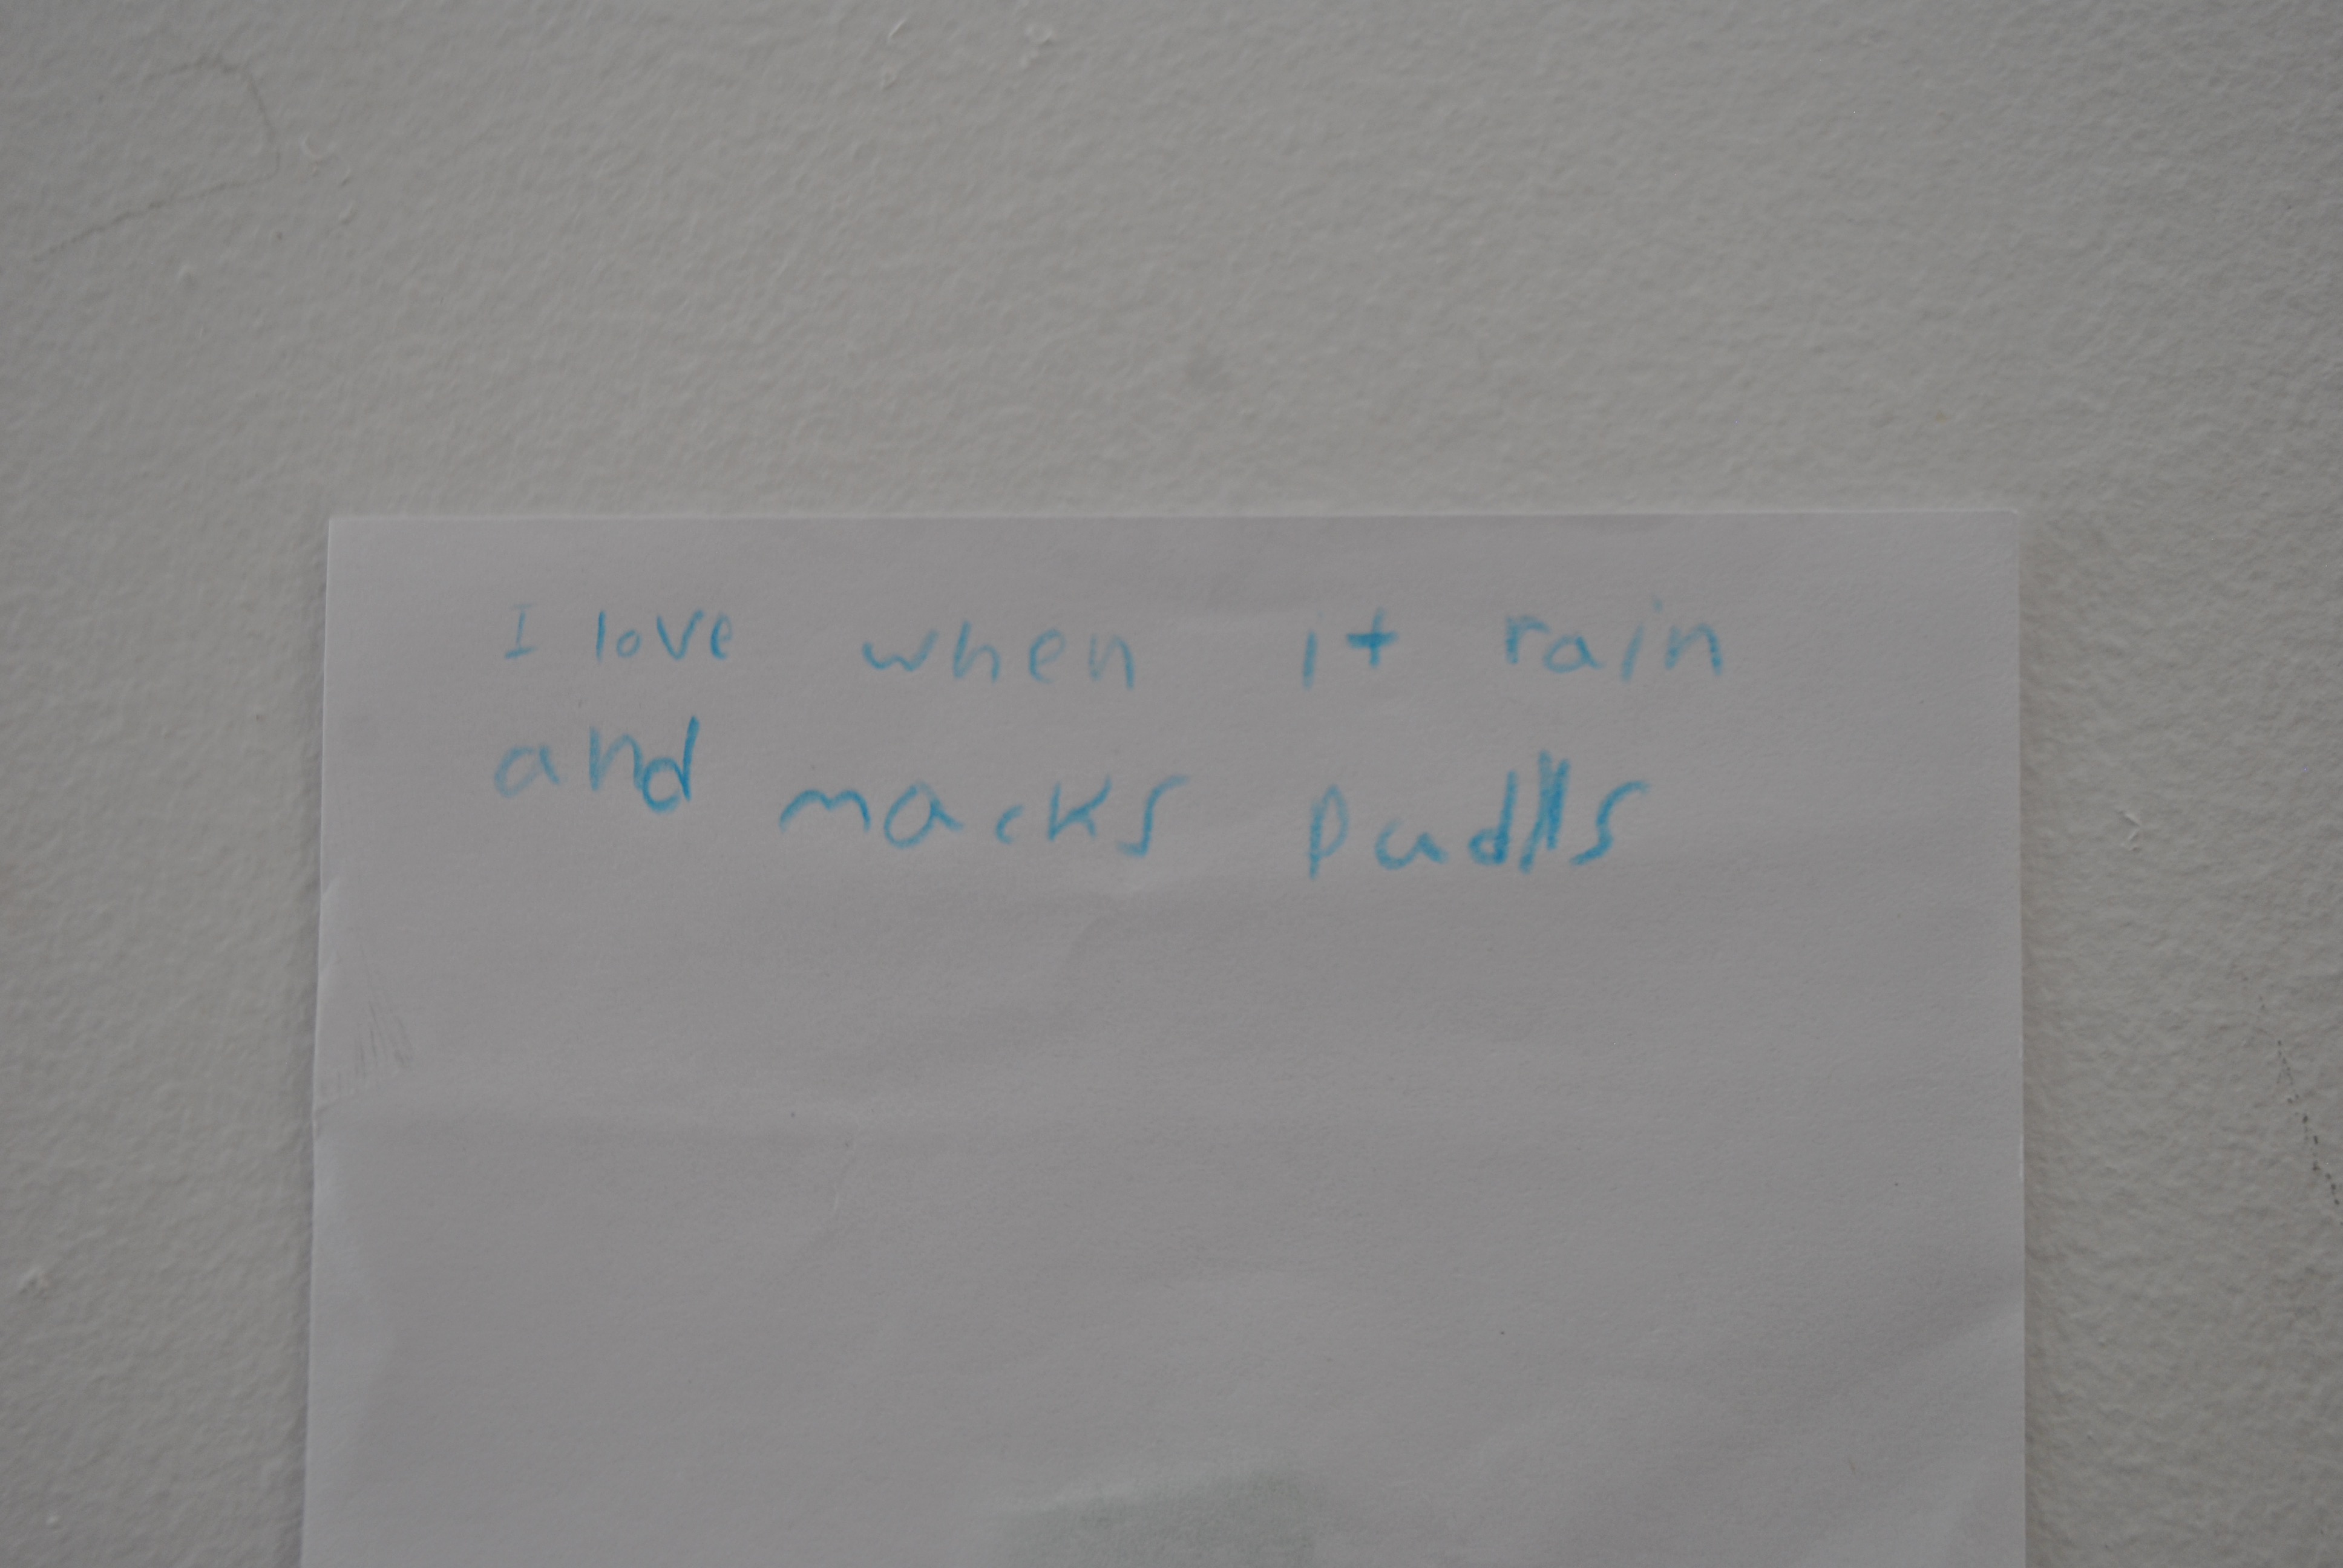 I love when it rain
and macks pudlls